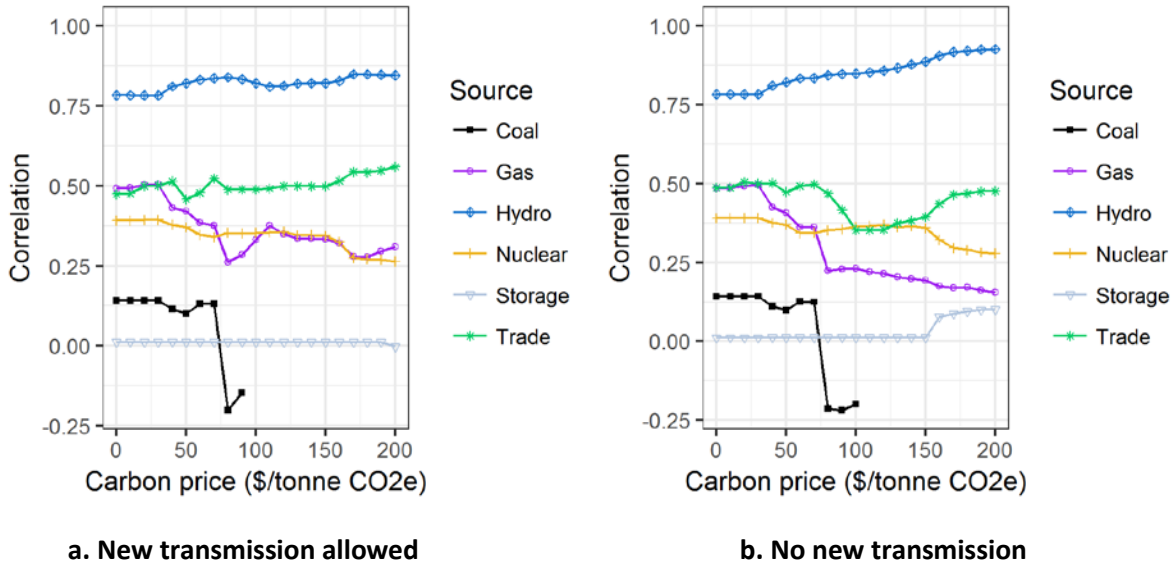 1.00
0.75
0.50
0.25
0.00
-0.25
Correlation
0 50 100 150 200
Carbon price ($/tonne CO2e)
Source
Coal
Gas
Hydro
Nuclear
Storage
Trade
a. New transmission allowed
1.00
0.75
0.50
0.25
0.00
-0.25
Correlation
0 50 100 150 200
Carbon price ($/tonne CO2e)
Source
Coal
Gas
Hydro
Nuclear
Storage
Trade
b. No new transmission